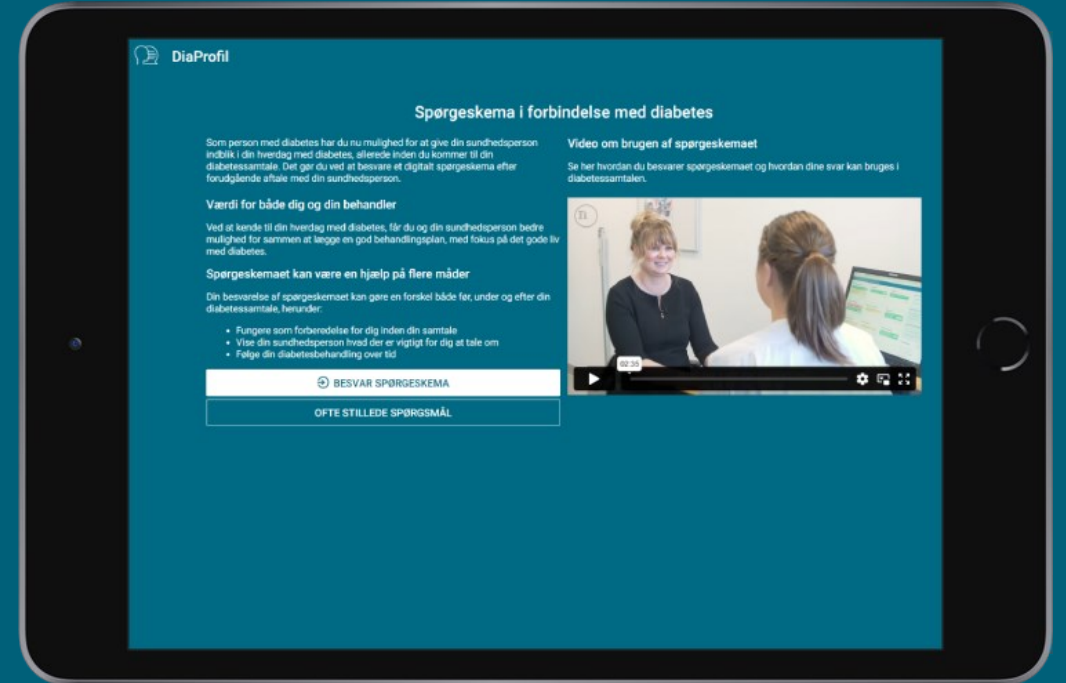 DiaProfil
Spørgeskema i forbindelse med diabetes
Som person med diabetes har du nu mulighed for at give din sundhedsperson
indblik i din hverdag med diabetes, allerede inden du kommer til din
diabetessamtale. Det gør du ved at besvare et digitalt spørgeskema efter
forudgående aftale med din sundhedsperson.
Værdi for både dig og din behandler
Ved at kende til din hverdag med diabetes, får du og din sundhedsperson bedre
mulighed for sammen at lægge en god behandlingsplan, med fokus på det gode liv
med diabetes.
Spørgeskemaet kan være en hjælp på flere måder
Din besvarelse af spørgeskemaet kan gøre en forskel både før, under og efter din
diabetessamtale, herunder:
• Fungere som forberedelse for dig inden din samtale
• Vise din sundhedsperson hvad der er vigtigt for dig at tale om
• Følge din diabetesbehandling over tid
BESVAR SPØRGESKEMA
OFTE STILLEDE SPØRGSMÅL
Video om brugen af spørgeskemaet
Se her hvordan du besvarer spørgeskemaet og hvordan dine svar kan bruges i
diabetessamtalen.
Ti
02:35